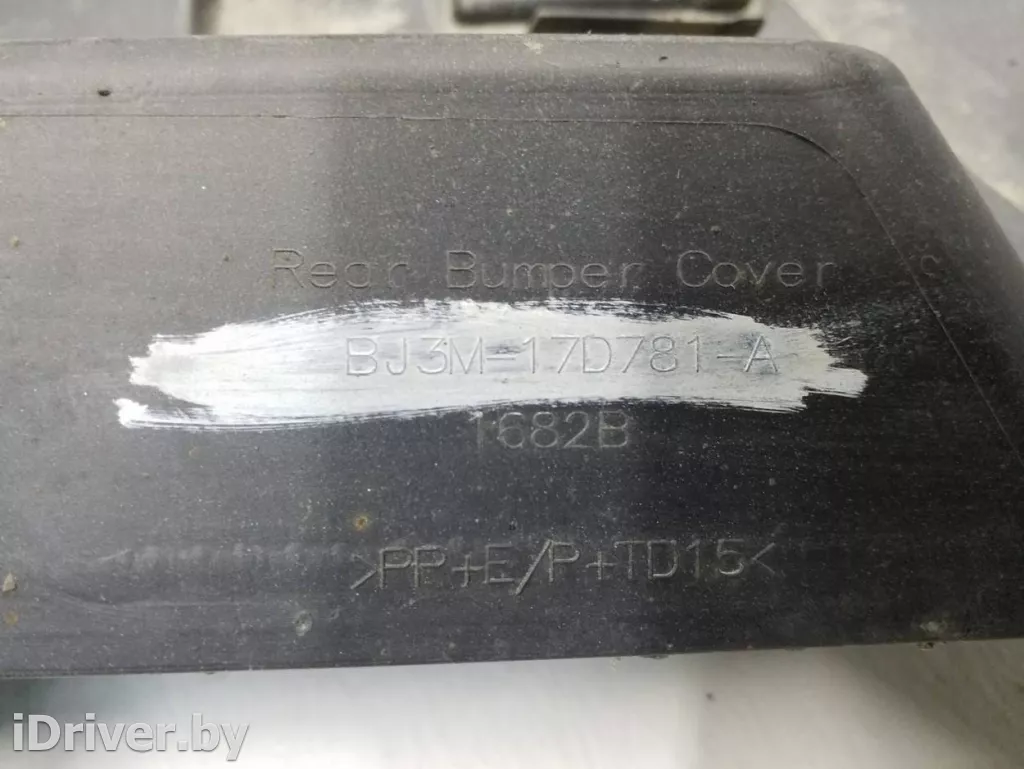 Rear Bumper Cover
BJ3M-17D781-A
1682B
>PP+E/P+TD15<
iDriver.by